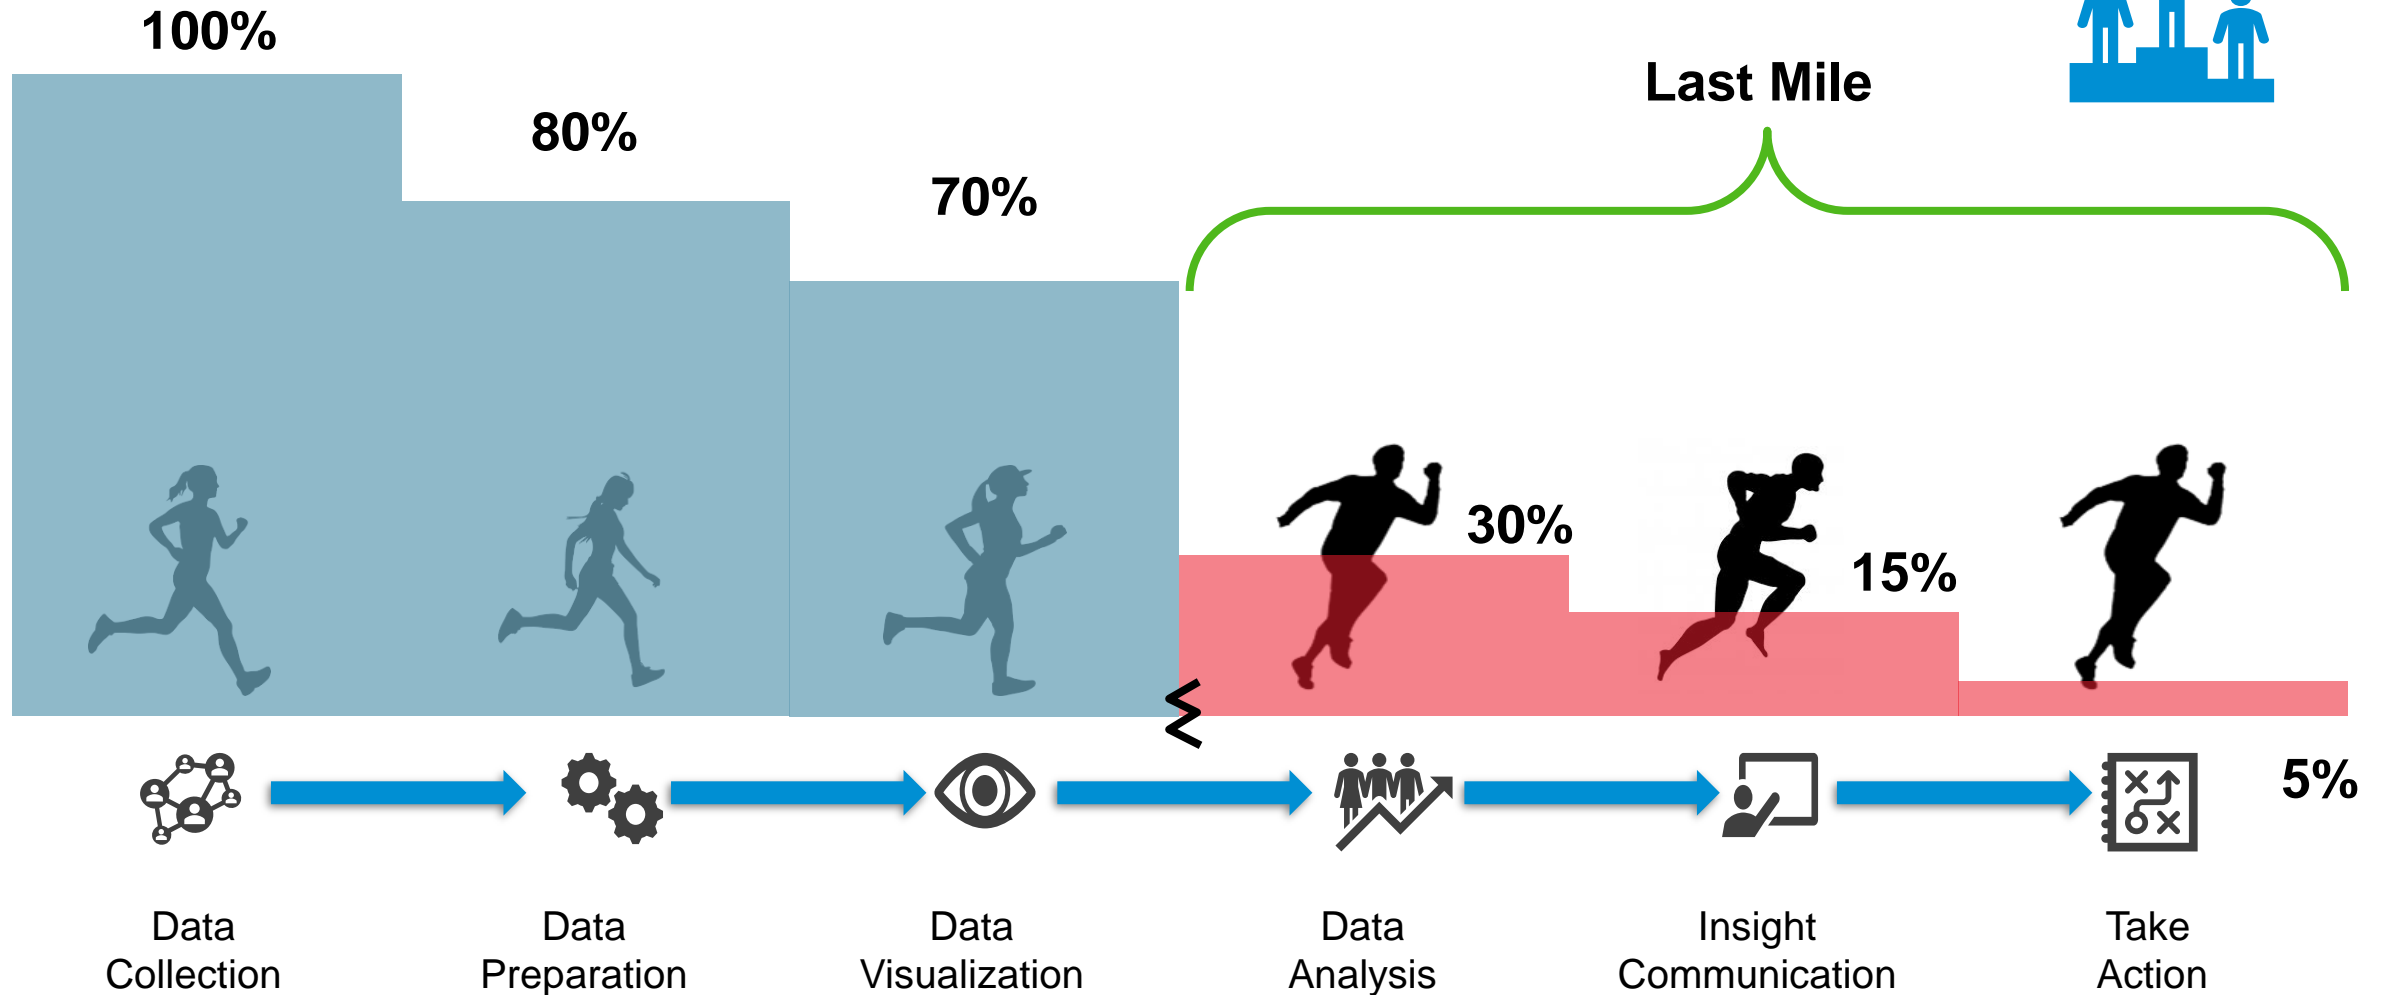 100%
80%
70%
Last Mile
30%
15%
5%
Data
Collection
Data
Preparation
Data
Visualization
Data
Analysis
Insight
Communication
Take
Action